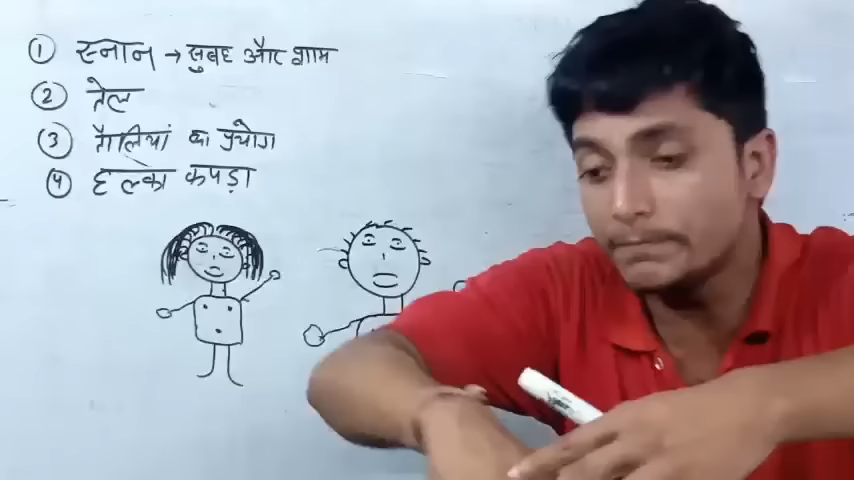 ① स्नान → सुबह और शाम
② तेल
③ तौलियां का प्रयोग
④ हल्का कपड़ा